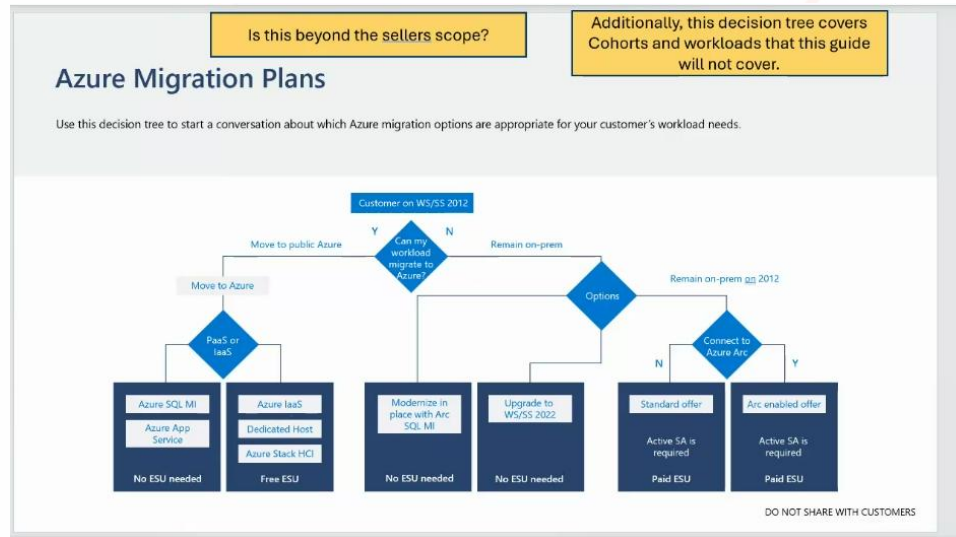 Is this beyond the sellers scope?
Additionally, this decision tree covers
Cohorts and workloads that this guide
will not cover.
Azure Migration Plans
Use this decision tree to start a conversation about which Azure migration options are appropriate for your customer's workload needs.
Customer on WS/SS 2012
Y
N
Move to public Azure
Can my
workload
migrate to
Azure?
Remain on-prem
Move to Azure
Options
Remain on-prem on 2012
PaaS or
IaaS
Connect to
Azure Arc
N
Y
Azure SQL MI
Azure App
Service
No ESU needed
Azure IaaS
Dedicated Host
Azure Stack HCI
Free ESU
Modernize in
place with Arc
SQL MI
No ESU needed
Upgrade to
WS/SS 2022
No ESU needed
Standard offer
Active SA is
required
Paid ESU
Arc enabled offer
Active SA is
required
Paid ESU
DO NOT SHARE WITH CUSTOMERS